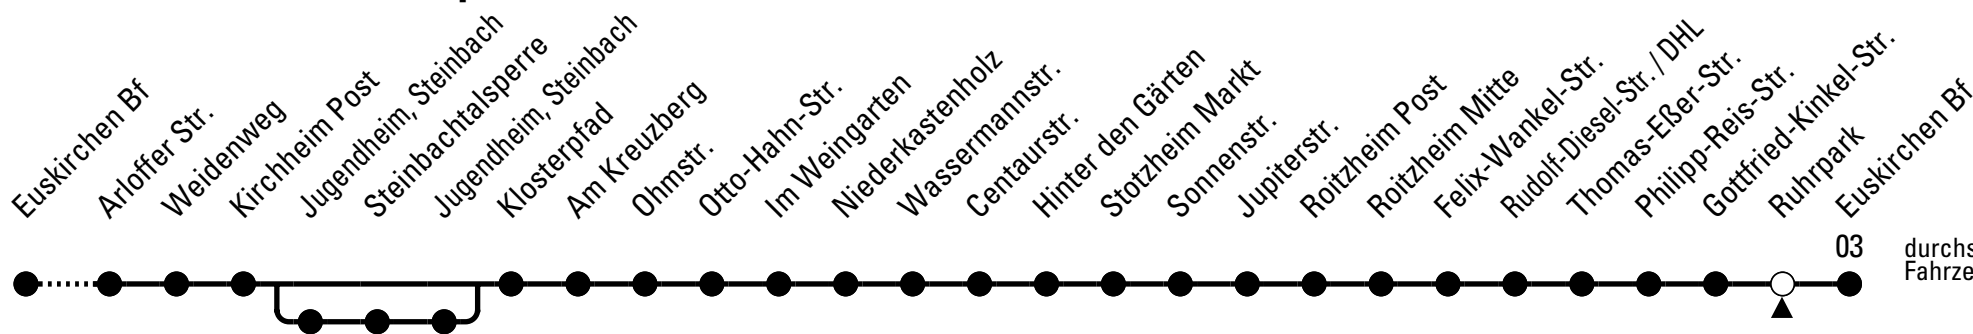 Euskirchen Bf
Arloffer Str.
Weidenweg
Kirchheim Post
Jugendheim, Steinbach
Steinbachtalsperre
Jugendheim, Steinbach
Klosterpfad
Am Kreuzberg
Ohmstr.
Otto-Hahn-Str.
Im Weingarten
Niederkastenholz
Wassermannstr.
Centaurstr.
Hinter den Gärten
Stotzheim Markt
Sonnenstr.
Jupiterstr.
Roitzheim Post
Roitzheim Mitte
Felix-Wankel-Str.
Rudolf-Diesel-Str. / DHL
Thomas-Eßer-Str.
Philipp-Reis-Str.
Gottfried-Kinkel-Str.
Ruhrpark
Euskirchen Bf
03
durchs
Fahrze